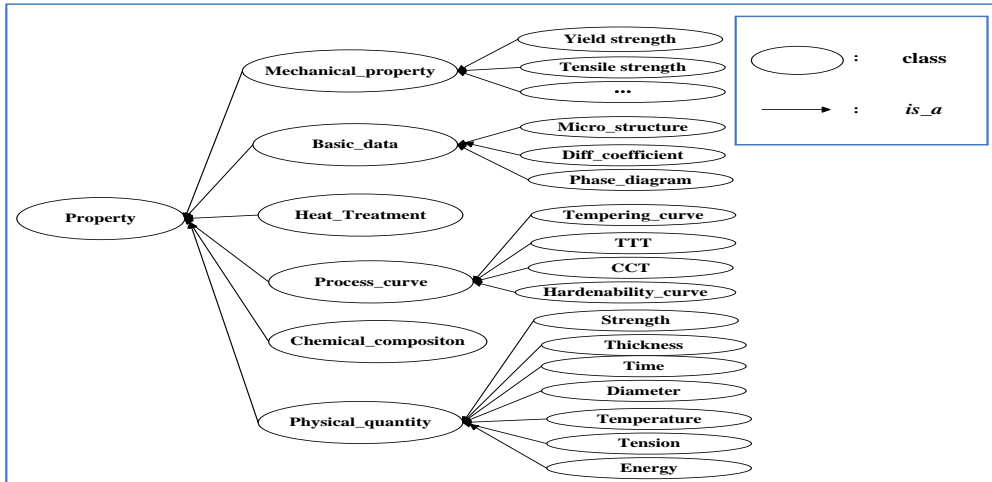 Yield strength
Mechanical_property
Tensile strength
...
: class
: is_a
Micro_structure
Basic_data
Diff_coefficient
Phase_diagram
Property
Heat_Treatment
Tempering_curve
TTT
Process_curve
CCT
Hardenability_curve
Chemical_compositon
Strength
Thickness
Time
Diameter
Physical_quantity
Temperature
Tension
Energy